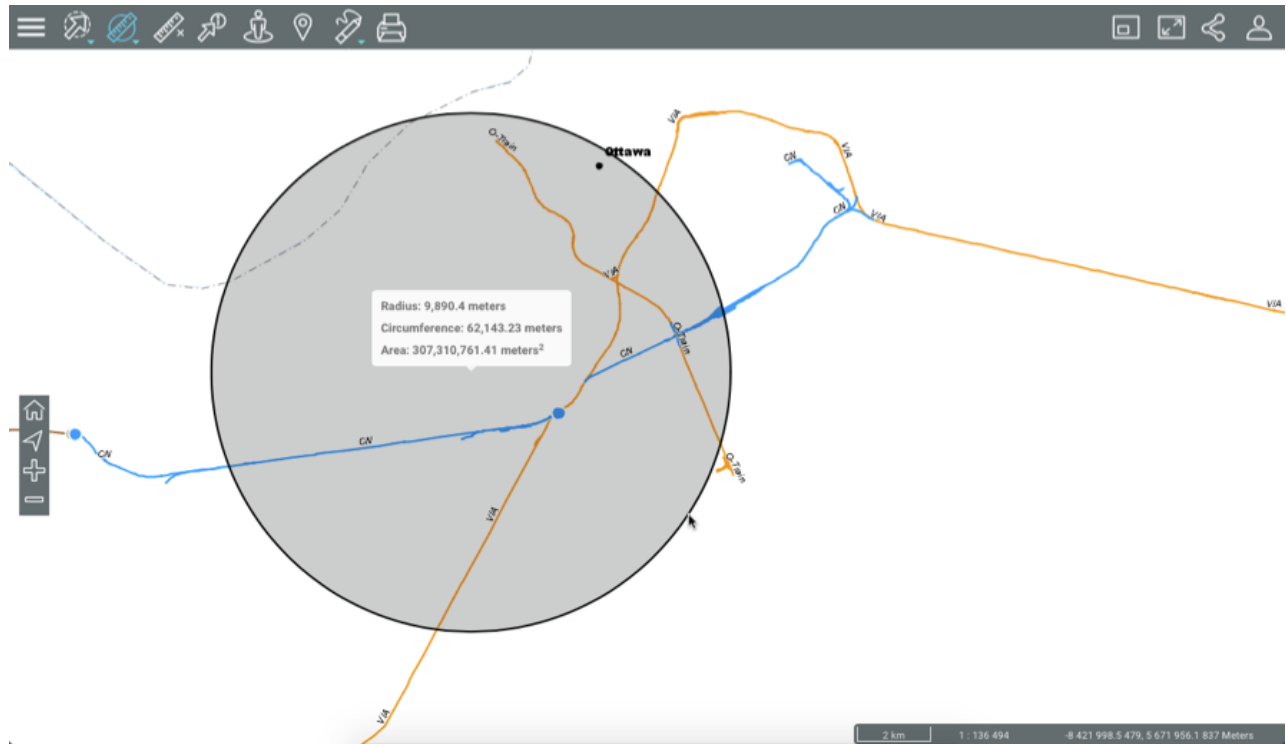 O-Train
Ottawa
VIA
VIA
CN
CN
VIA
VIA
VIA
Radius: 9,890.4 meters
Circumference: 62,143.23 meters
Area: 307,310,761.41 meters²
O-Train
CN
CN
CN
O-Train
VIA
VIA
2 km
1 : 136 494
-8 421 998.5 479, 5 671 956.1 837 Meters